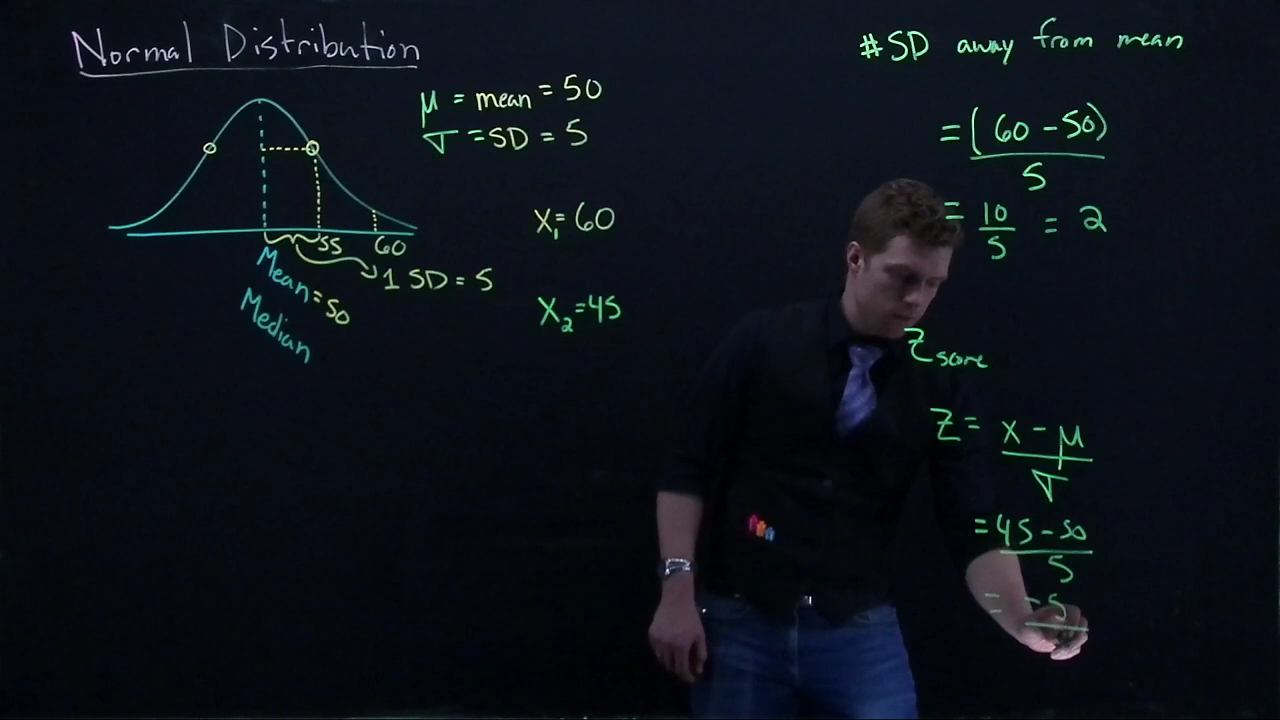 Normal Distribution
μ = mean = 50
σ = SD = 5
55
60
1 SD = 5
Mean = 50
Median
X₁ = 60
X₂ = 45
#SD away from mean
= (60 - 50)
5
= 10
5
= 2
Z score
Z = x - μ
σ
= 45 - 50
5
= -5